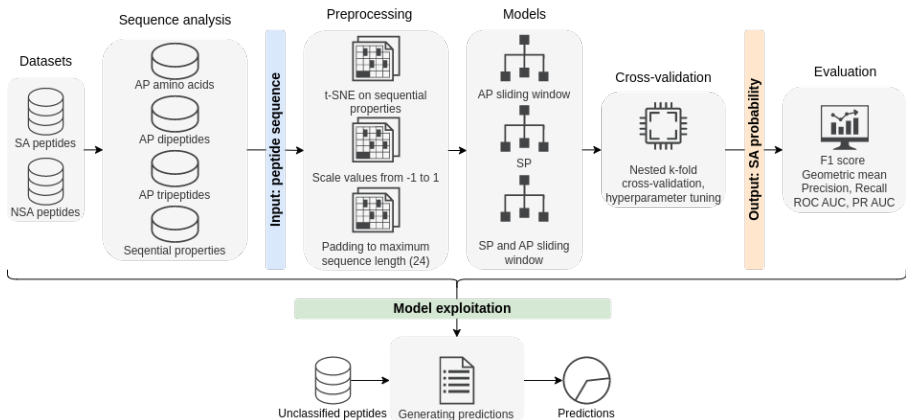 Datasets
SA peptides
NSA peptides
Sequence analysis
AP amino acids
AP dipeptides
AP tripeptides
Seqential properties
Input: peptide sequence
Preprocessing
t-SNE on sequential
properties
Scale values from -1 to 1
Padding to maximum
sequence length (24)
Models
AP sliding window
SP
SP and AP sliding
window
Cross-validation
Nested k-fold
cross-validation,
hyperparameter tuning
Output: SA probability
Evaluation
F1 score
Geometric mean
Precision, Recall
ROC AUC, PR AUC
Model exploitation
Unclassified peptides
Generating predictions
Predictions